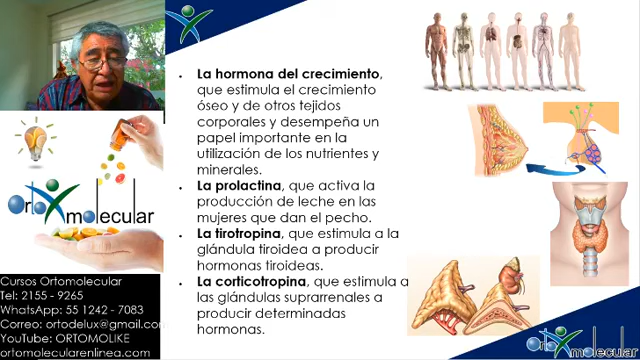 La hormona del crecimiento,
que estimula el crecimiento
óseo y de otros tejidos
corporales y desempeña un
papel importante en la
utilización de los nutrientes y
minerales.
La prolactina, que activa la
producción de leche en las
mujeres que dan el pecho.
La tirotropina, que estimula a la
glándula tiroidea a producir
hormonas tiroideas.
La corticotropina, que estimula a
las glándulas suprarrenales a
producir determinadas
hormonas.
Orto molecular
Cursos Ortomolecular
Tel: 2155 - 9265
WhatsApp: 55 1242 - 7083
Correo: ortodelux@gmail.com
YouTube: ORTOMOLIKE
ortomolecularenlinea.com
Orto molecular